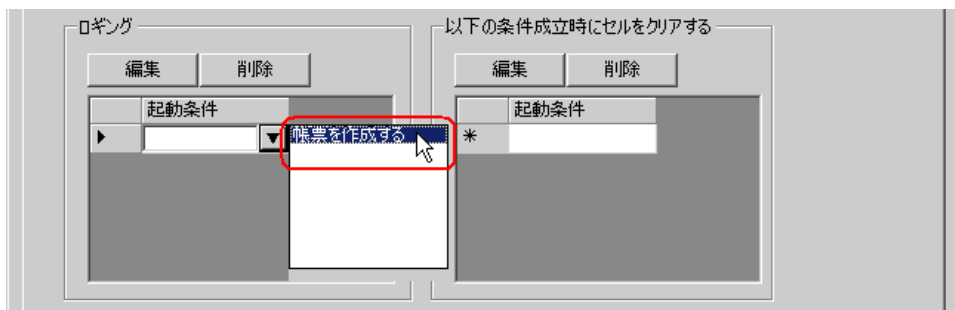 ロギング
編集 削除
起動条件
帳票を作成する
以下の条件成立時にセルをクリアする
編集 削除
起動条件
*